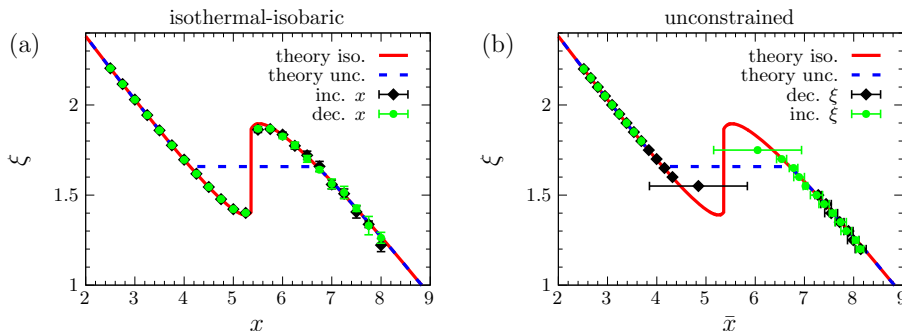 isothermal-isobaric
(a)
theory iso.
theory unc.
inc. x
dec. x
ξ
2
1.5
1
2 3 4 5 6 7 8 9
x
unconstrained
(b)
theory iso.
theory unc.
dec. ξ
inc. ξ
ξ
2
1.5
1
2 3 4 5 6 7 8 9
x̄